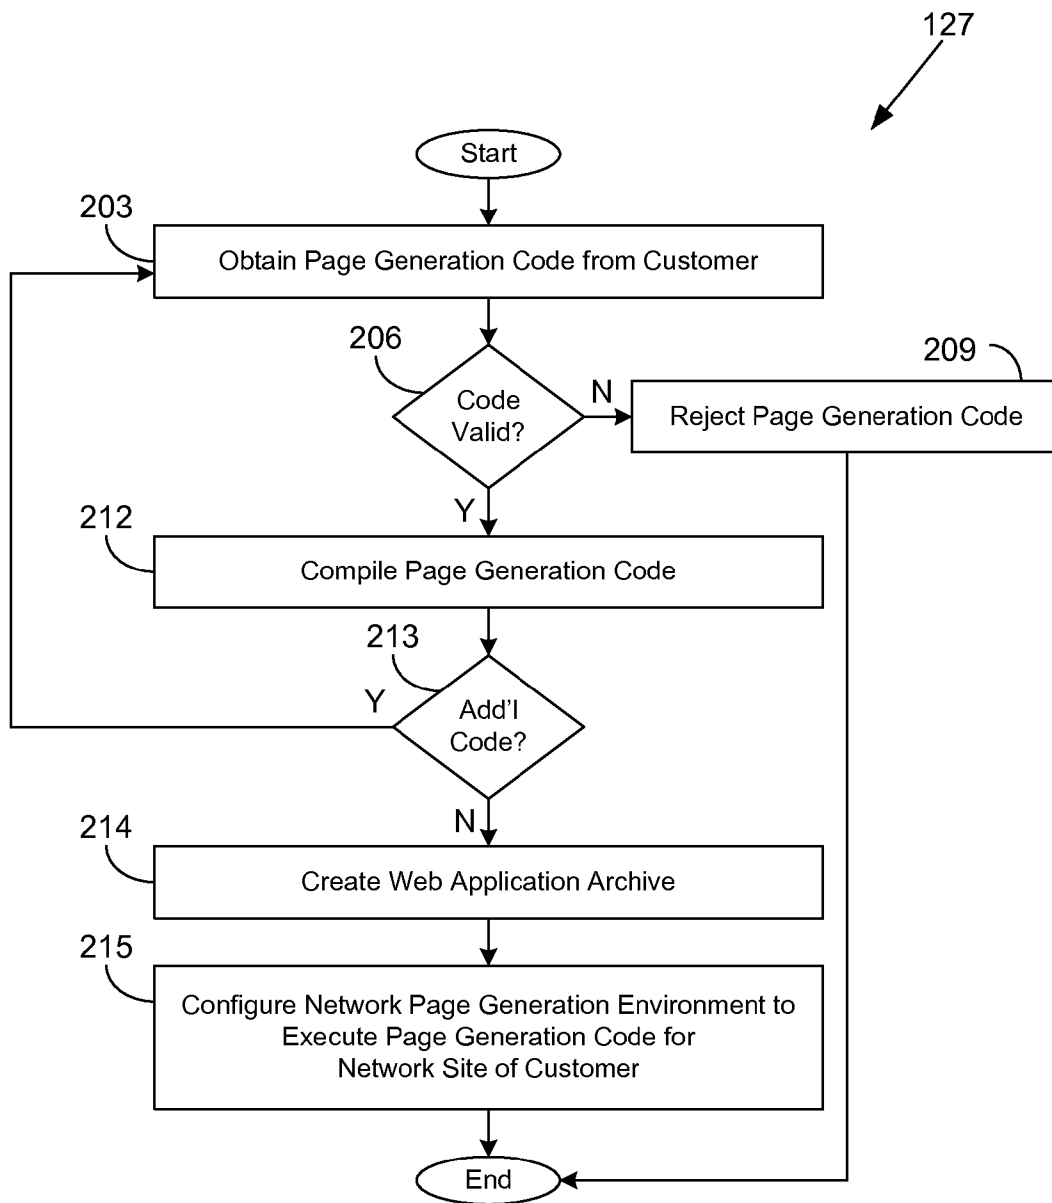 127
Start
203
Obtain Page Generation Code from Customer
206
209
Code
Valid?
N
Reject Page Generation Code
Y
212
Compile Page Generation Code
213
Y
Add'l
Code?
N
214
Create Web Application Archive
215
Configure Network Page Generation Environment to
Execute Page Generation Code for
Network Site of Customer
End